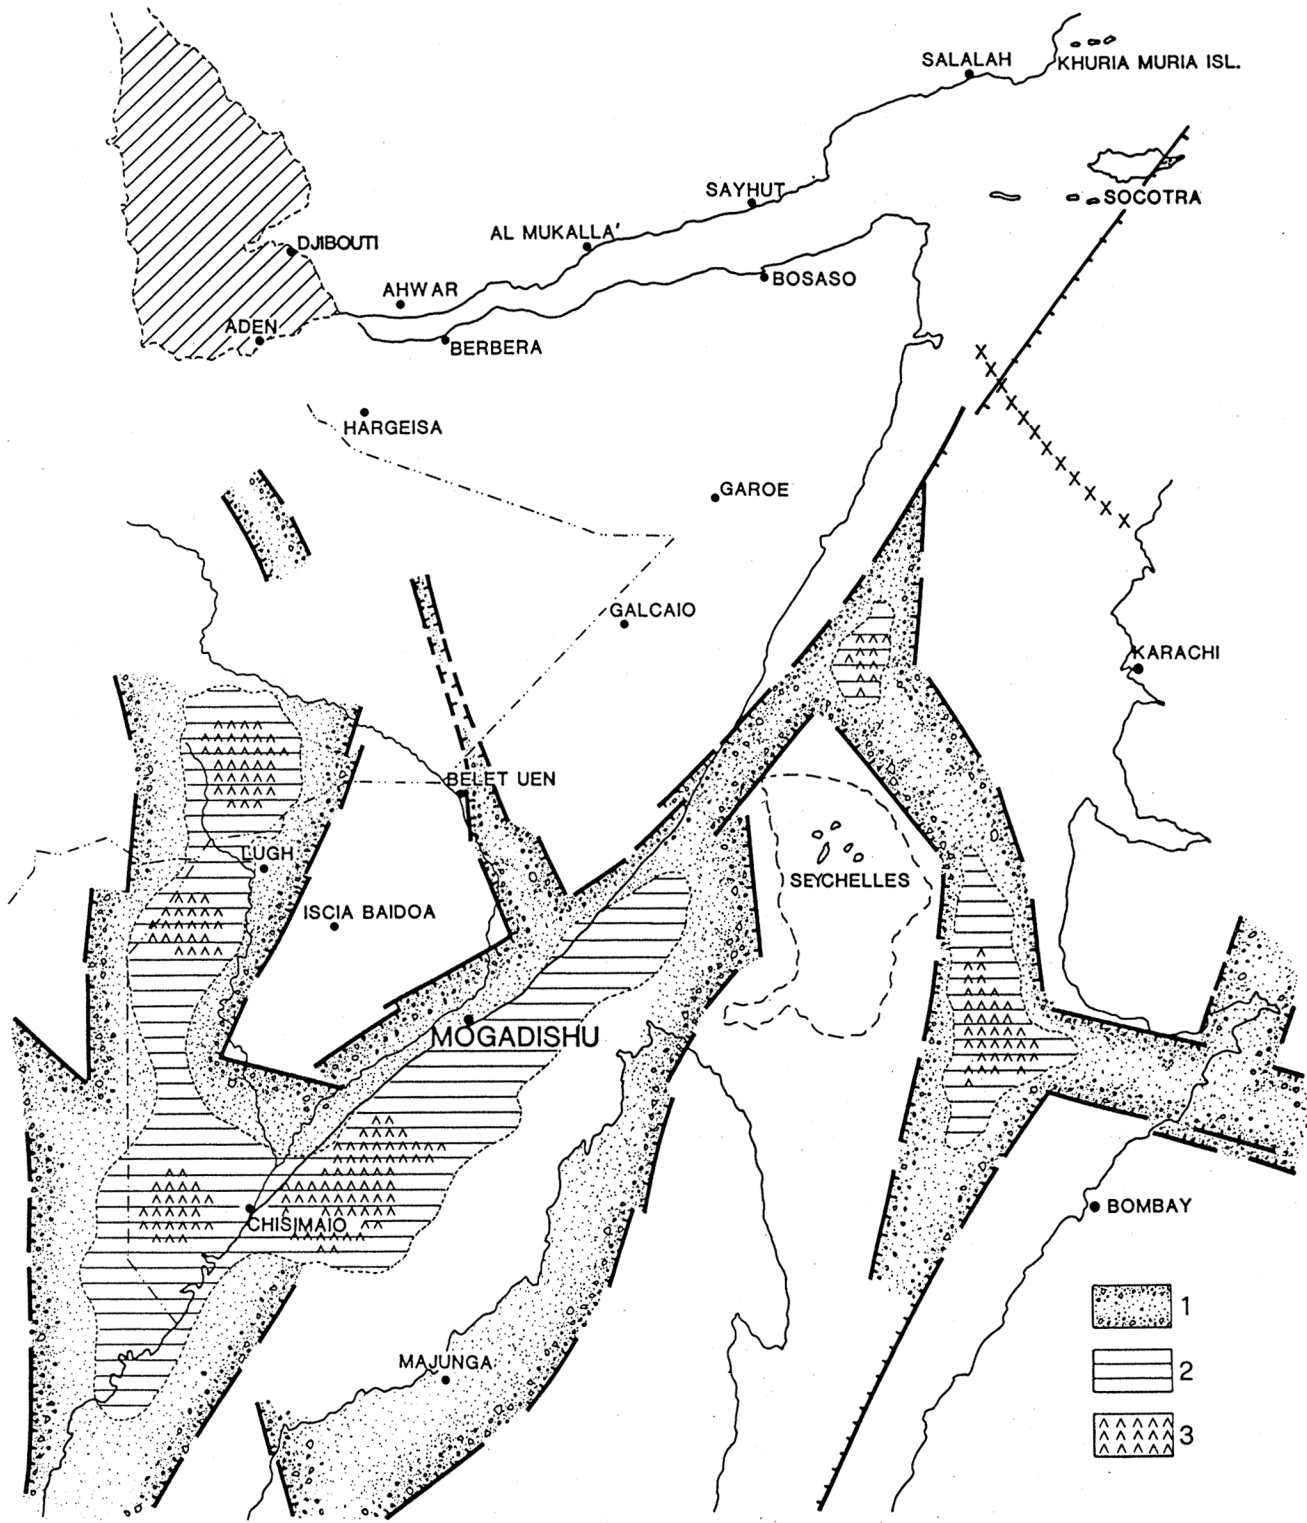 SALALAH
KHURIA MURIA ISL.
SAYHUT
SOCOTRA
AL MUKALLA'
DJIBOUTI
BOSASO
AHWAR
ADEN
BERBERA
HARGEISA
GAROE
GALCAIO
KARACHI
BELET UEN
LUGH
SEYCHELLES
ISCIA BAIDOA
MOGADISHU
BOMBAY
CHISIMAIO
1
MAJUNGA
2
3